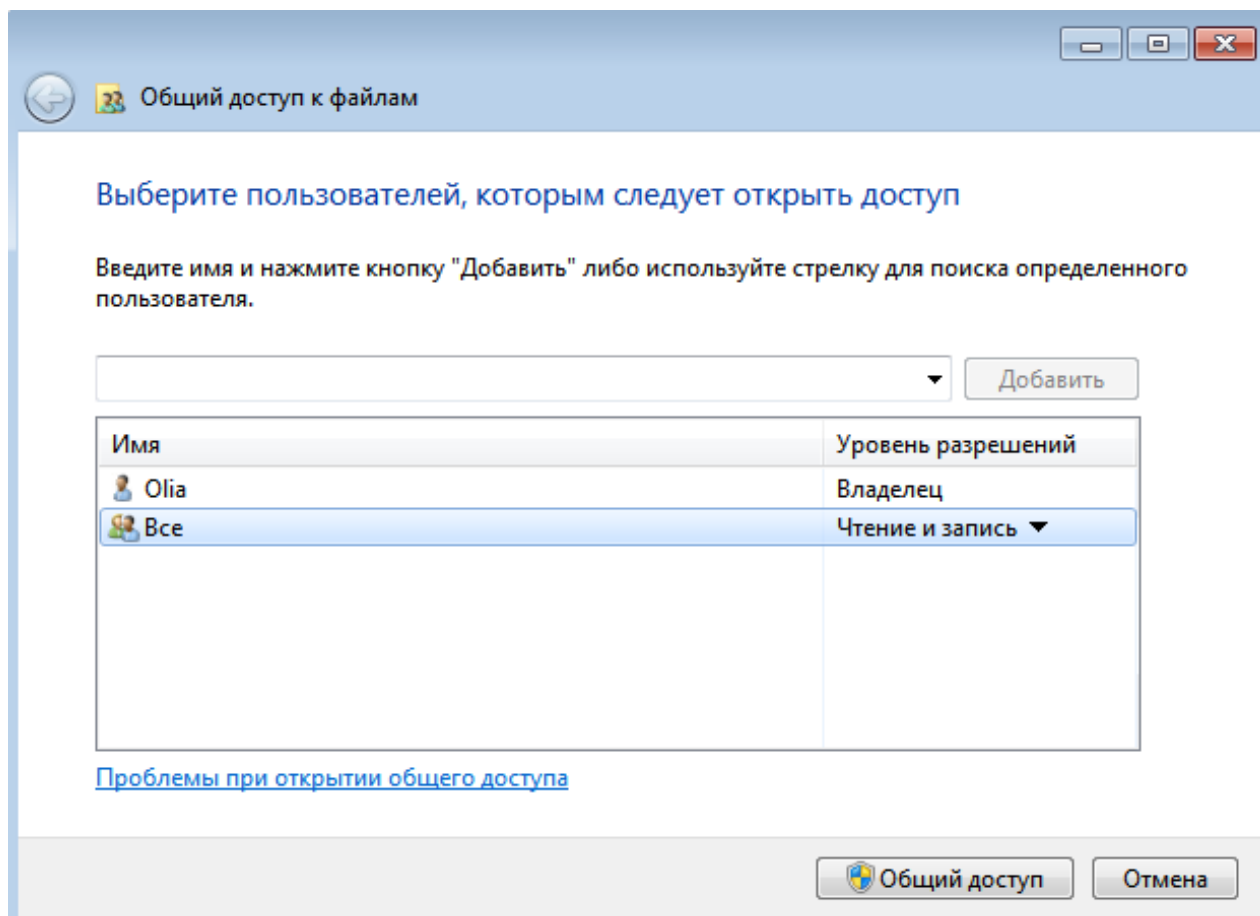 Общий доступ к файлам
Выберите пользователей, которым следует открыть доступ
Введите имя и нажмите кнопку "Добавить" либо используйте стрелку для поиска определенного
пользователя.
Добавить
Имя Уровень разрешений
Olia Владелец
Все Чтение и запись
Проблемы при открытии общего доступа
Общий доступ Отмена